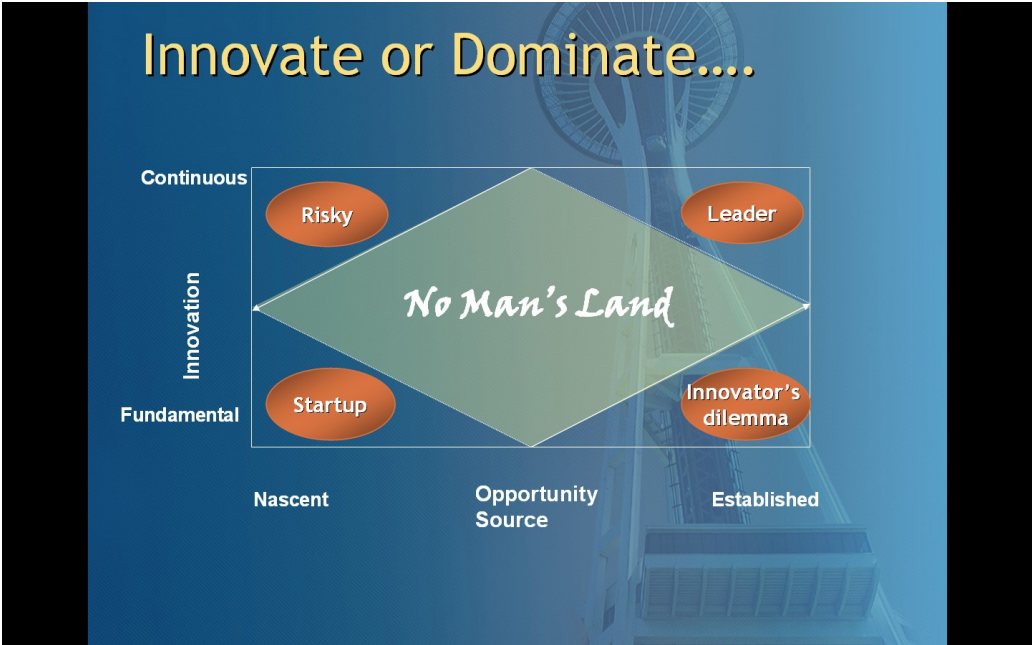 Innovate or Dominate....
Continuous
Risky
Leader
Innovation
No Man's Land
Fundamental
Startup
Innovator's
dilemma
Nascent
Opportunity
Source
Established